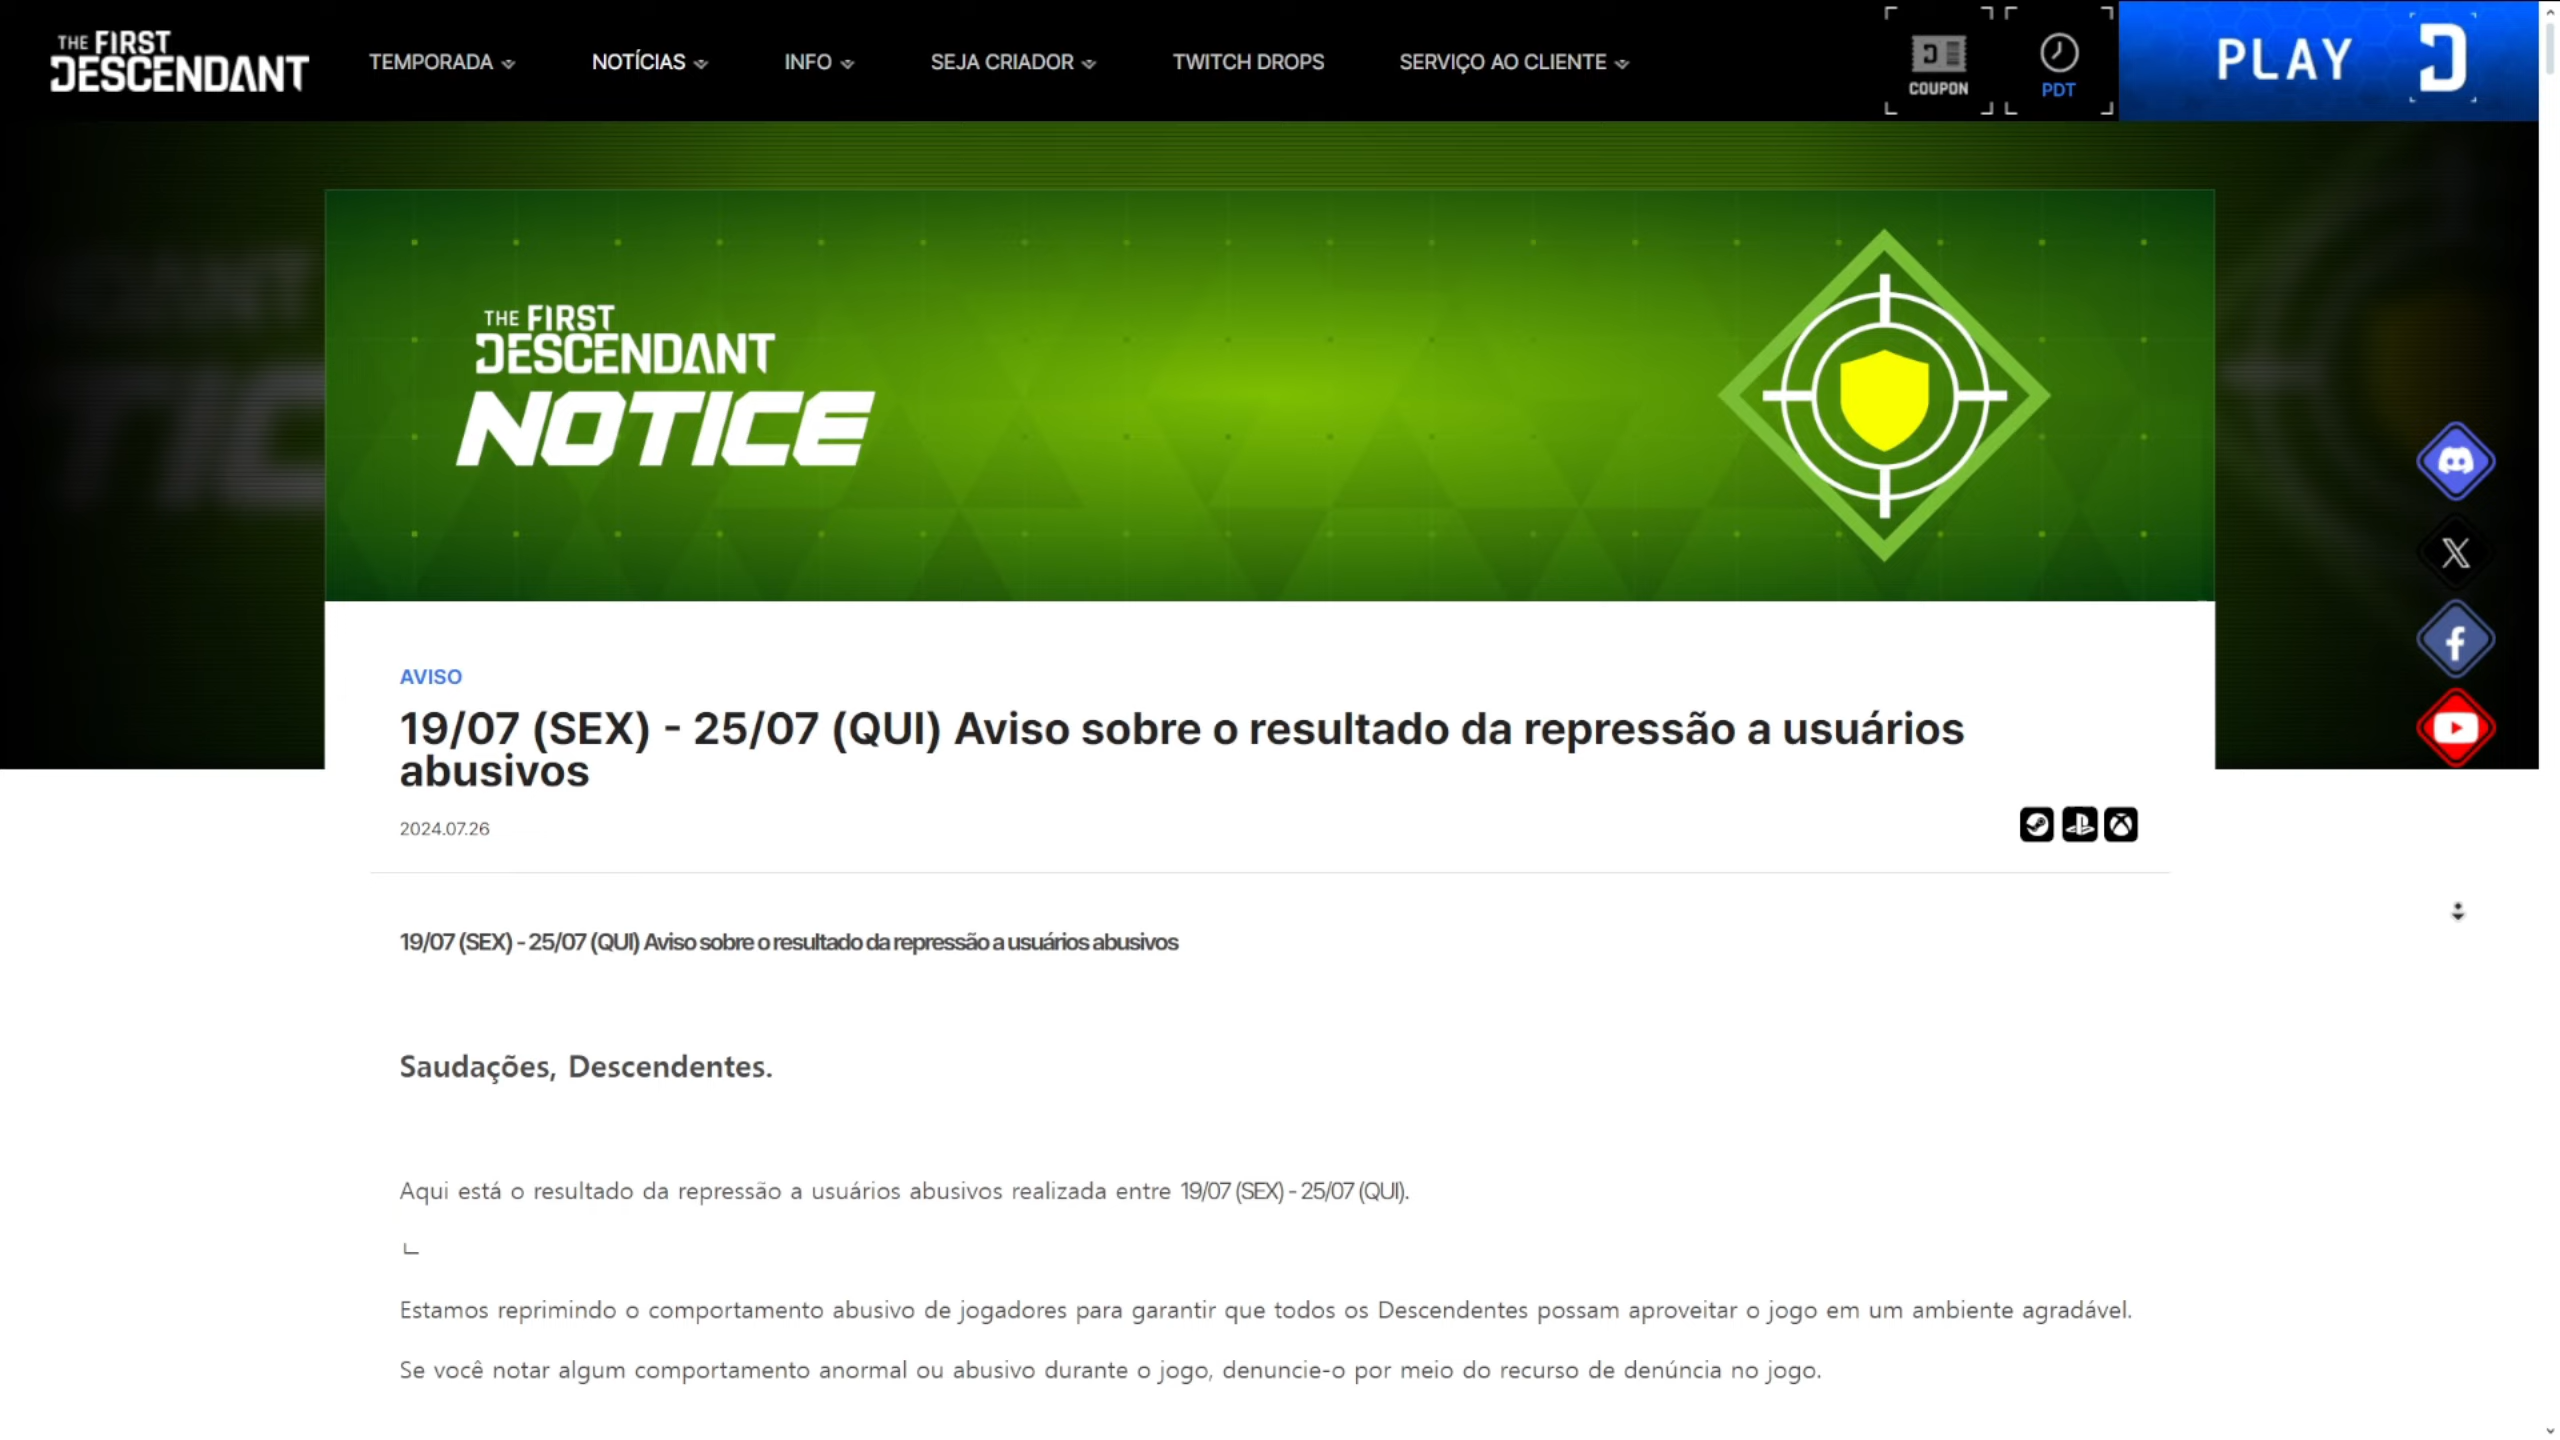 THE FIRST
DESCENDANT
TEMPORADA
NOTÍCIAS
INFO
SEJA CRIADOR
TWITCH DROPS
SERVIÇO AO CLIENTE
COUPON
PDT
PLAY
THE FIRST
DESCENDANT
NOTICE
AVISO
19/07 (SEX) - 25/07 (QUI) Aviso sobre o resultado da repressão a usuários
abusivos
2024.07.26
19/07 (SEX) - 25/07 (QUI) Aviso sobre o resultado da repressão a usuários abusivos
Saudações, Descendentes.
Aqui está o resultado da repressão a usuários abusivos realizada entre 19/07 (SEX) - 25/07 (QUI).
ㄴ
Estamos reprimindo o comportamento abusivo de jogadores para garantir que todos os Descendentes possam aproveitar o jogo em um ambiente agradável.
Se você notar algum comportamento anormal ou abusivo durante o jogo, denuncie-o por meio do recurso de denúncia no jogo.